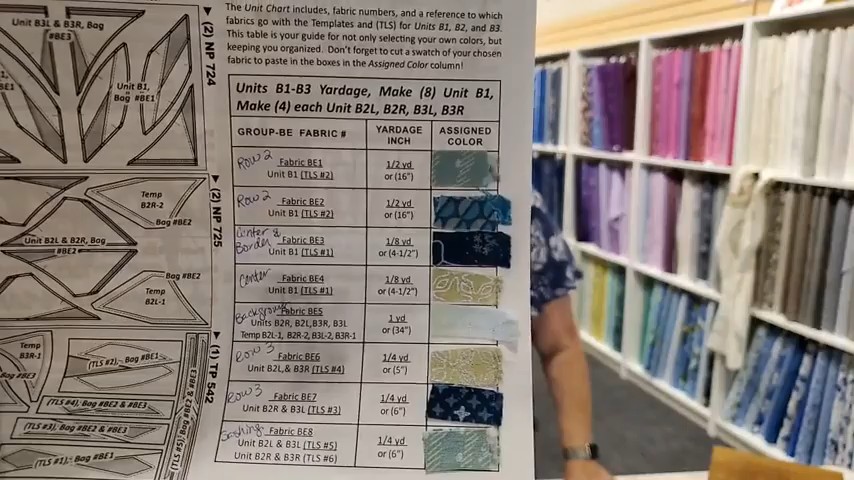 Unit B3L & B3R, Bag
#BE3
Unit B1,
Bag #BE1
(2) NP 724
Temp
B2R-2
Bag #BE2
Unit B2L & B2R, Bag
#BE2
Bag #BE2
Temp
B2L-1
(2) NP 725
Temp
B3R-1
(TLS #2), Bag #BE1
(TLS #4), Bag #BE2 & #BE3
(TLS #3), Bag #BE2 & #BE3
(TLS #1), Bag #BE1
(TLS #5) Bag #BE2 & #BE3
(1) TP 542
The Unit Chart includes, fabric numbers, and a reference to which
fabrics go with the Templates and (TLS) for Units B1, B2, and B3.
This table is your guide for not only selecting your own colors, but
keeping you organized. Don't forget to cut a swatch of your chosen
fabric to paste in the boxes in the Assigned Color column!
Units B1-B3 Yardage, Make (8) Unit B1,
Make (4) each Unit B2L, B2R, B3L, B3R
GROUP-BE FABRIC # YARDAGE INCH ASSIGNED COLOR
Row 2 Fabric BE1 1/2 yd
Unit B1 (TLS #2) or (16")
Row 2 Fabric BE2 1/2 yd
Unit B1 (TLS #2) or (16")
Center &
Border Fabric BE3 1/8 yd
Unit B1 (TLS #1) or (4-1/2")
Center Fabric BE4 1/8 yd
Unit B1 (TLS #1) or (4-1/2")
Background Fabric BE5 1 yd
Units B2R, B2L, B3R, B3L or (34")
Temp B2L-1, B2R-2, B3L-2, B3R-1
Row 3 Fabric BE6 1/4 yd
Unit B2L, & B3R (TLS #4) or (5")
Row 3 Fabric BE7 1/4 yd
Unit B2R & B3L (TLS #3) or (6")
Sashing Fabric BE8 1/4 yd
Unit B2L & B3L (TLS #5) or (6")
Unit B2R & B3R (TLS #6)